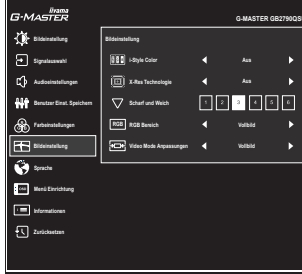 iiyama
G-MASTER
G-MASTER GB2790QS
Bildeinstellung
Signalauswahl
Audioeinstellungen
Benutzer Einst. Speichern
Farbeinstellungen
Bildeinstellung
Sprache
Menü Einrichtung
Informationen
Zurücksetzen
Bildeinstellung
i-Style Color Aus
X-Res Technologie Aus
Scharf und Weich 1 2 3 4 5 6
RGB RGB Bereich Vollbild
Video Mode Anpassungen Vollbild